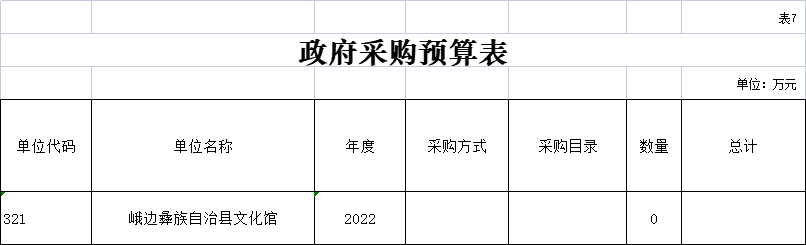 表7
政府采购预算表
单位：万元
单位代码 单位名称 年度 采购方式 采购目录 数量 总计
321 峨边彝族自治县文化馆 2022 0